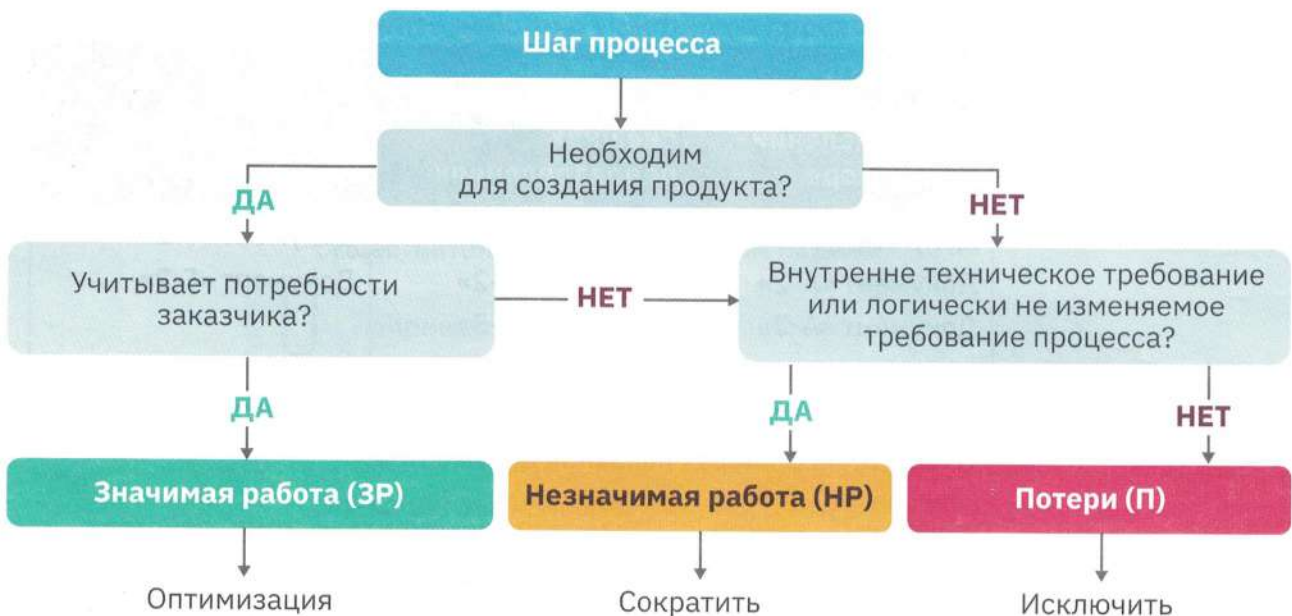 Шаг процесса
Необходим
для создания продукта?
ДА
НЕТ
Учитывает потребности
заказчика?
НЕТ
Внутренне техническое требование
или логически не изменяемое
требование процесса?
ДА
ДА
НЕТ
Значимая работа (ЗР)
Незначимая работа (НР)
Потери (П)
Оптимизация
Сократить
Исключить